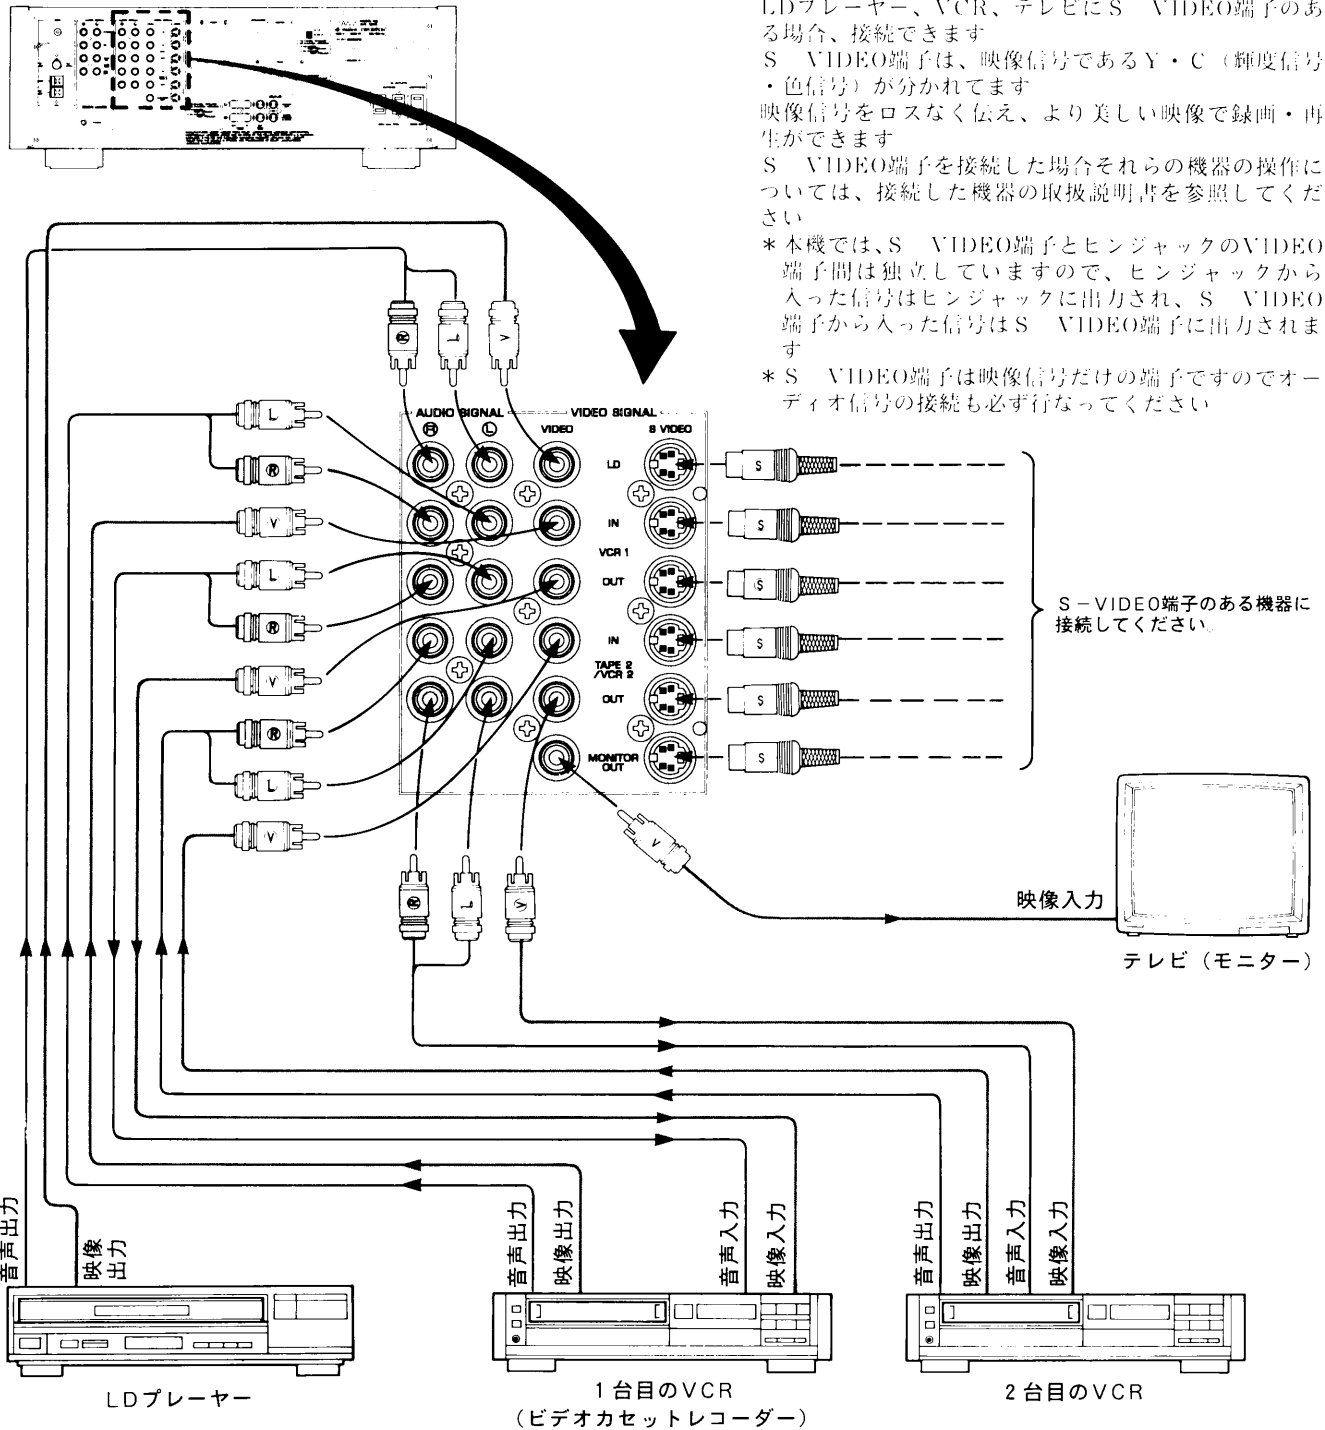 LDプレーヤー、VCR、テレビにS VIDEO端子のあ
る場合、接続できます
S VIDEO端子は、映像信号であるY・C(輝度信号
・色信号)が分かれてます
映像信号をロスなく伝え、より美しい映像で録画・再
生ができます
S VIDEO端子を接続した場合それらの機器の操作に
ついては、接続した機器の取扱説明書を参照してくだ
さい
*本機では、S VIDEO端子とピンジャックのVIDEO
端子間は独立していますので、ピンジャックから
入った信号はピンジャックに出力され、S VIDEO
端子から入った信号はS VIDEO端子に出力されま
す
*S VIDEO端子は映像信号だけの端子ですのでオー
ディオ信号の接続も必ず行なってください
R
L
V
AUDIO SIGNAL
VIDEO SIGNAL
R
L
VIDEO
S VIDEO
L
R
V
L
R
V
R
L
V
LD
IN
VCR 1
OUT
IN
TAPE 2
/VCR 2
OUT
MONITOR
OUT
S
S
S
S
S
S
S-VIDEO端子のある機器に
接続してください。
R
L
V
V
映像入力
テレビ(モニター)
音声出力
映像
出力
音声出力
映像出力
音声入力
映像入力
音声出力
映像出力
音声入力
映像入力
LDプレーヤー
1台目のVCR
(ビデオカセットレコーダー)
2台目のVCR